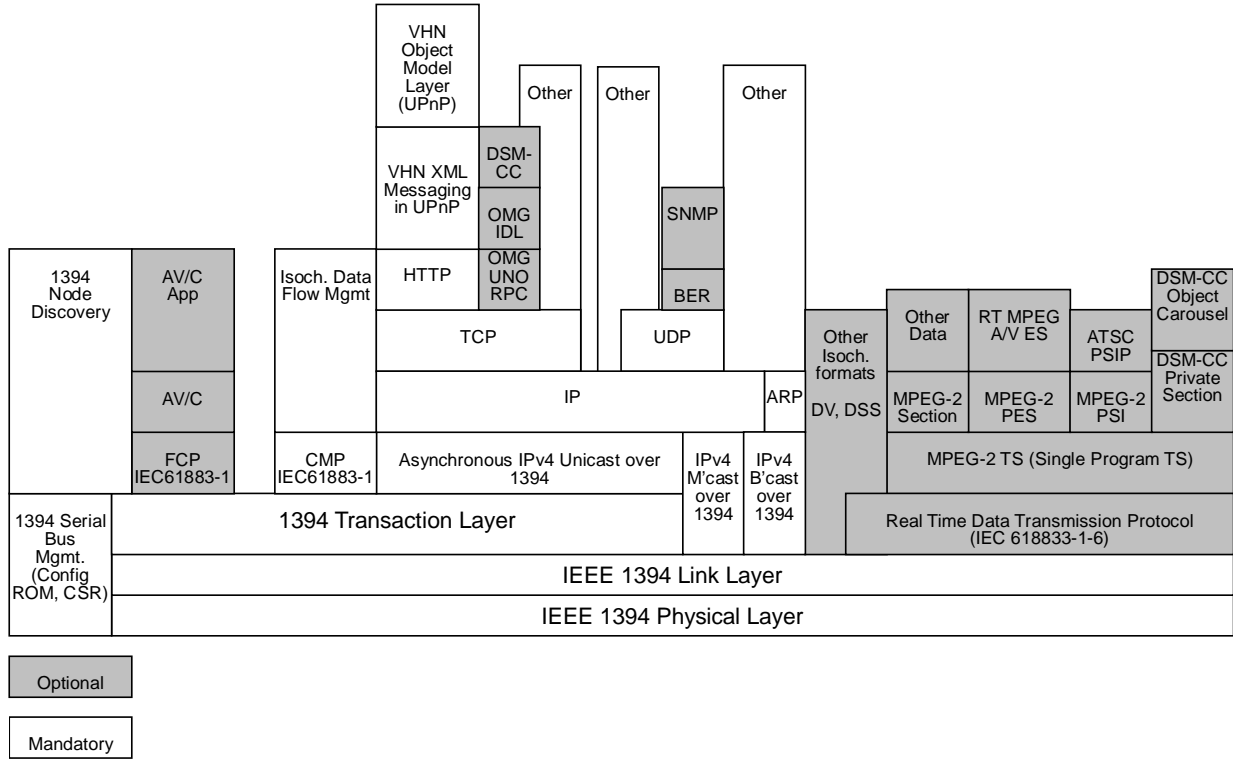 VHN
Object
Model
Layer
(UPnP)
Other
Other
Other
VHN XML
Messaging
in UPnP
DSM-
CC
OMG
IDL
SNMP
1394
Node
Discovery
AV/C
App
Isoch. Data
Flow Mgmt
HTTP
OMG
UNO
RPC
BER
DSM-CC
Object
Carousel
TCP
UDP
Other
Isoch.
formats
DV, DSS
Other
Data
RT MPEG
A/V ES
ATSC
PSIP
DSM-CC
Private
Section
AV/C
IP
ARP
MPEG-2
Section
MPEG-2
PES
MPEG-2
PSI
FCP
IEC61883-1
CMP
IEC61883-1
Asynchronous IPv4 Unicast over
1394
IPv4
M'cast
over
1394
IPv4
B'cast
over
1394
MPEG-2 TS (Single Program TS)
1394 Serial
Bus
Mgmt.
(Config
ROM, CSR)
1394 Transaction Layer
Real Time Data Transmission Protocol
(IEC 618833-1-6)
IEEE 1394 Link Layer
IEEE 1394 Physical Layer
Optional
Mandatory